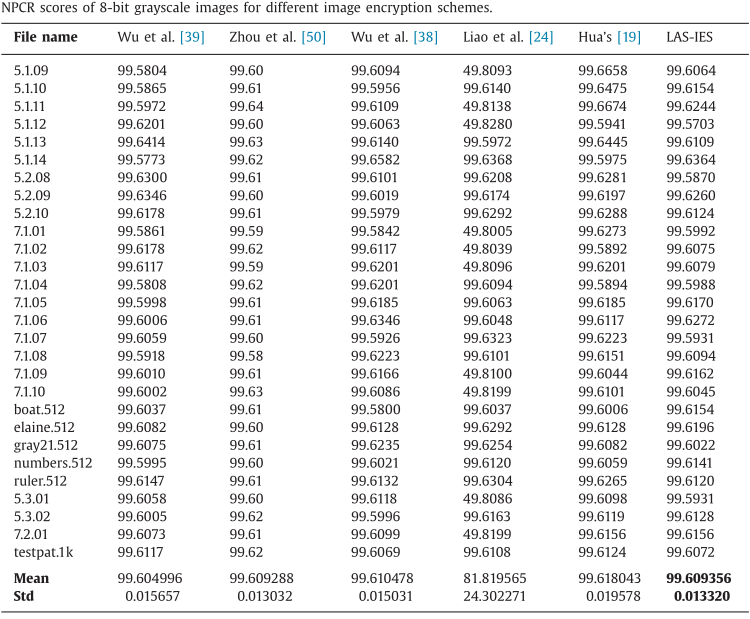 NPCR scores of 8-bit grayscale images for different image encryption schemes.
File name Wu et al. [39] Zhou et al. [50] Wu et al. [38] Liao et al. [24] Hua's [19] LAS-IES
5.1.09 99.5804 99.60 99.6094 49.8093 99.6658 99.6064
5.1.10 99.5865 99.61 99.5956 99.6140 99.6475 99.6154
5.1.11 99.5972 99.64 99.6109 49.8138 99.6674 99.6244
5.1.12 99.6201 99.60 99.6063 49.8280 99.5941 99.5703
5.1.13 99.6414 99.63 99.6140 99.5972 99.6445 99.6109
5.1.14 99.5773 99.62 99.6582 99.6368 99.5975 99.6364
5.2.08 99.6300 99.61 99.6101 99.6208 99.6281 99.5870
5.2.09 99.6346 99.60 99.6019 99.6174 99.6197 99.6260
5.2.10 99.6178 99.61 99.5979 99.6292 99.6288 99.6124
7.1.01 99.5861 99.59 99.5842 49.8005 99.6273 99.5992
7.1.02 99.6178 99.62 99.6117 49.8039 99.5892 99.6075
7.1.03 99.6117 99.59 99.6201 49.8096 99.6201 99.6079
7.1.04 99.5808 99.62 99.6201 99.6094 99.5894 99.5988
7.1.05 99.5998 99.61 99.6185 99.6063 99.6185 99.6170
7.1.06 99.6006 99.61 99.6346 99.6048 99.6117 99.6272
7.1.07 99.6059 99.60 99.5926 99.6323 99.6223 99.5931
7.1.08 99.5918 99.58 99.6223 99.6101 99.6151 99.6094
7.1.09 99.6010 99.61 99.6166 49.8100 99.6044 99.6162
7.1.10 99.6002 99.63 99.6086 49.8199 99.6101 99.6045
boat.512 99.6037 99.61 99.5800 99.6037 99.6006 99.6154
elaine.512 99.6082 99.60 99.6128 99.6292 99.6128 99.6196
gray21.512 99.6075 99.61 99.6235 99.6254 99.6082 99.6022
numbers.512 99.5995 99.60 99.6021 99.6120 99.6059 99.6141
ruler.512 99.6147 99.61 99.6132 99.6304 99.6265 99.6120
5.3.01 99.6058 99.60 99.6118 49.8086 99.6098 99.5931
5.3.02 99.6005 99.62 99.5996 99.6163 99.6119 99.6128
7.2.01 99.6073 99.61 99.6099 49.8199 99.6156 99.6156
testpat.1k 99.6117 99.62 99.6069 99.6108 99.6124 99.6072
Mean 99.604996 99.609288 99.610478 81.819565 99.618043 99.609356
Std 0.015657 0.013032 0.015031 24.302271 0.019578 0.013320